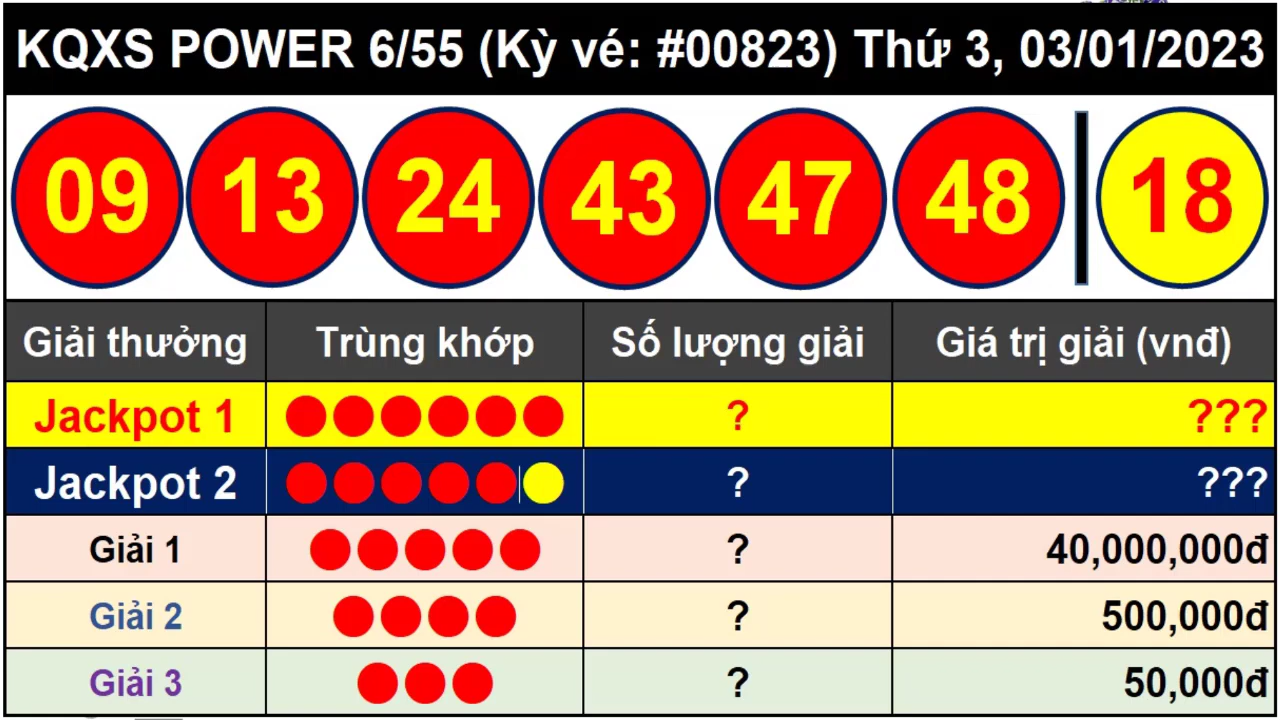 KQXS POWER 6/55 (Kỳ vé: #00823) Thứ 3, 03/01/2023
09 13 24 43 47 48 | 18
Giải thưởng Trùng khớp Số lượng giải Giá trị giải (vnđ)
Jackpot 1 ? ???
Jackpot 2 ? ???
Giải 1 ? 40,000,000đ
Giải 2 ? 500,000đ
Giải 3 ? 50,000đ